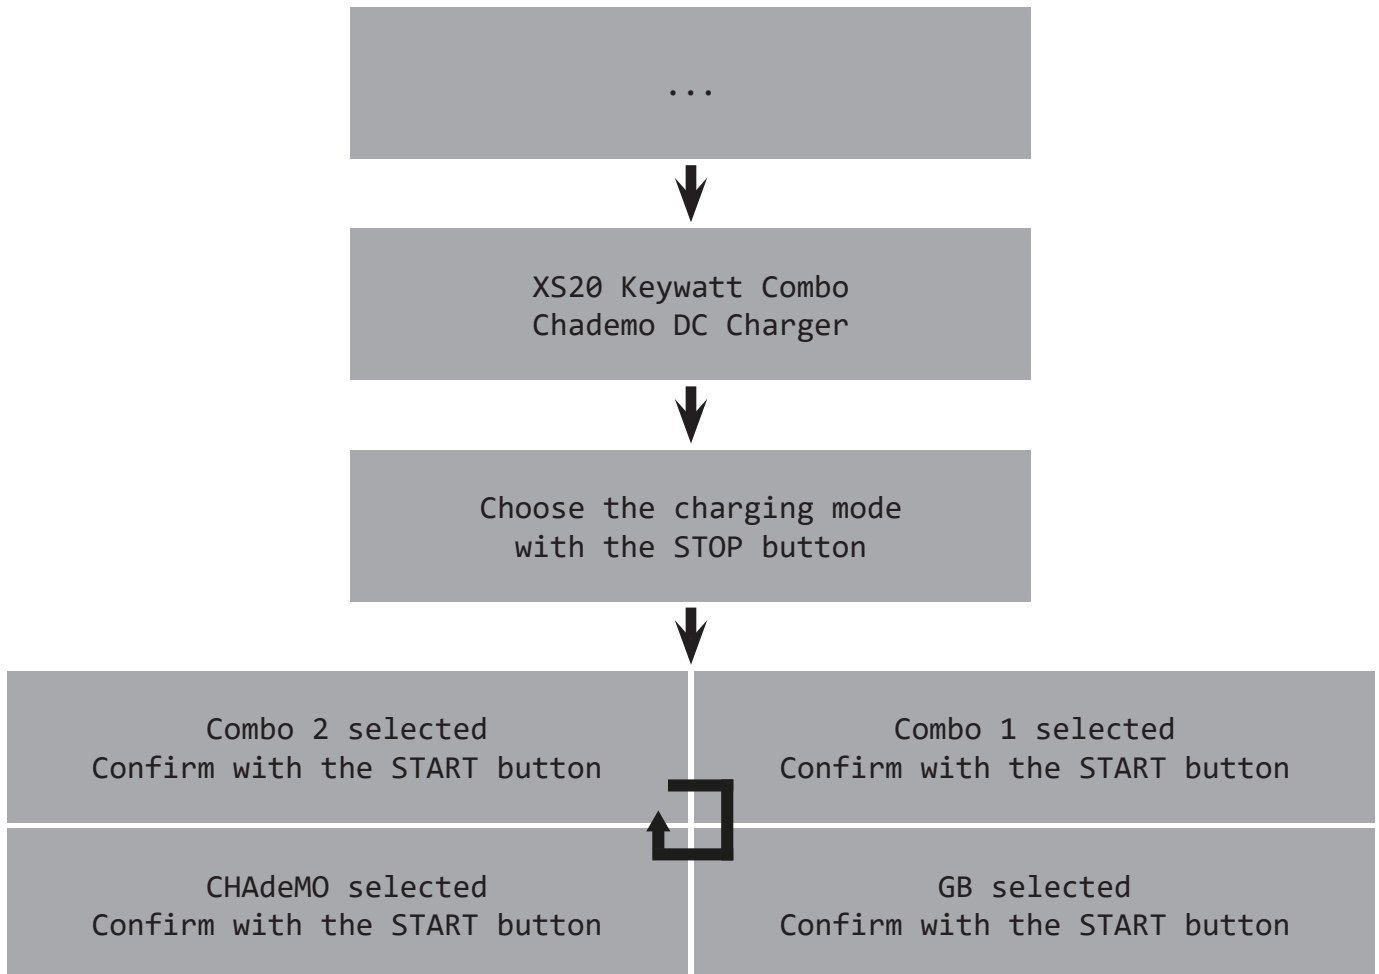 ...
XS20 Keywatt Combo
Chademo DC Charger
Choose the charging mode
with the STOP button
Combo 2 selected
Confirm with the START button
Combo 1 selected
Confirm with the START button
CHAdeMO selected
Confirm with the START button
GB selected
Confirm with the START button